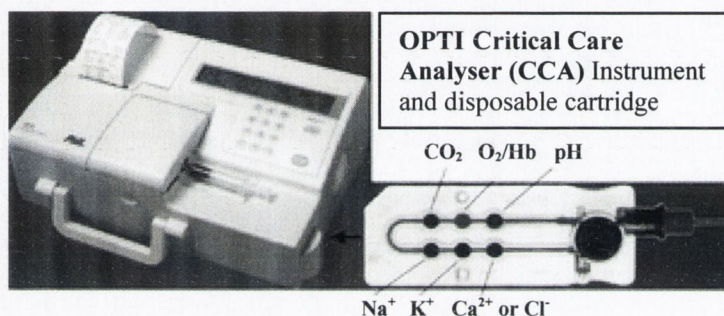 OPTI Critical Care
Analyser (CCA) Instrument
and disposable cartridge
CO₂ O₂/Hb pH
Na⁺ K⁺ Ca²⁺ or Cl⁻